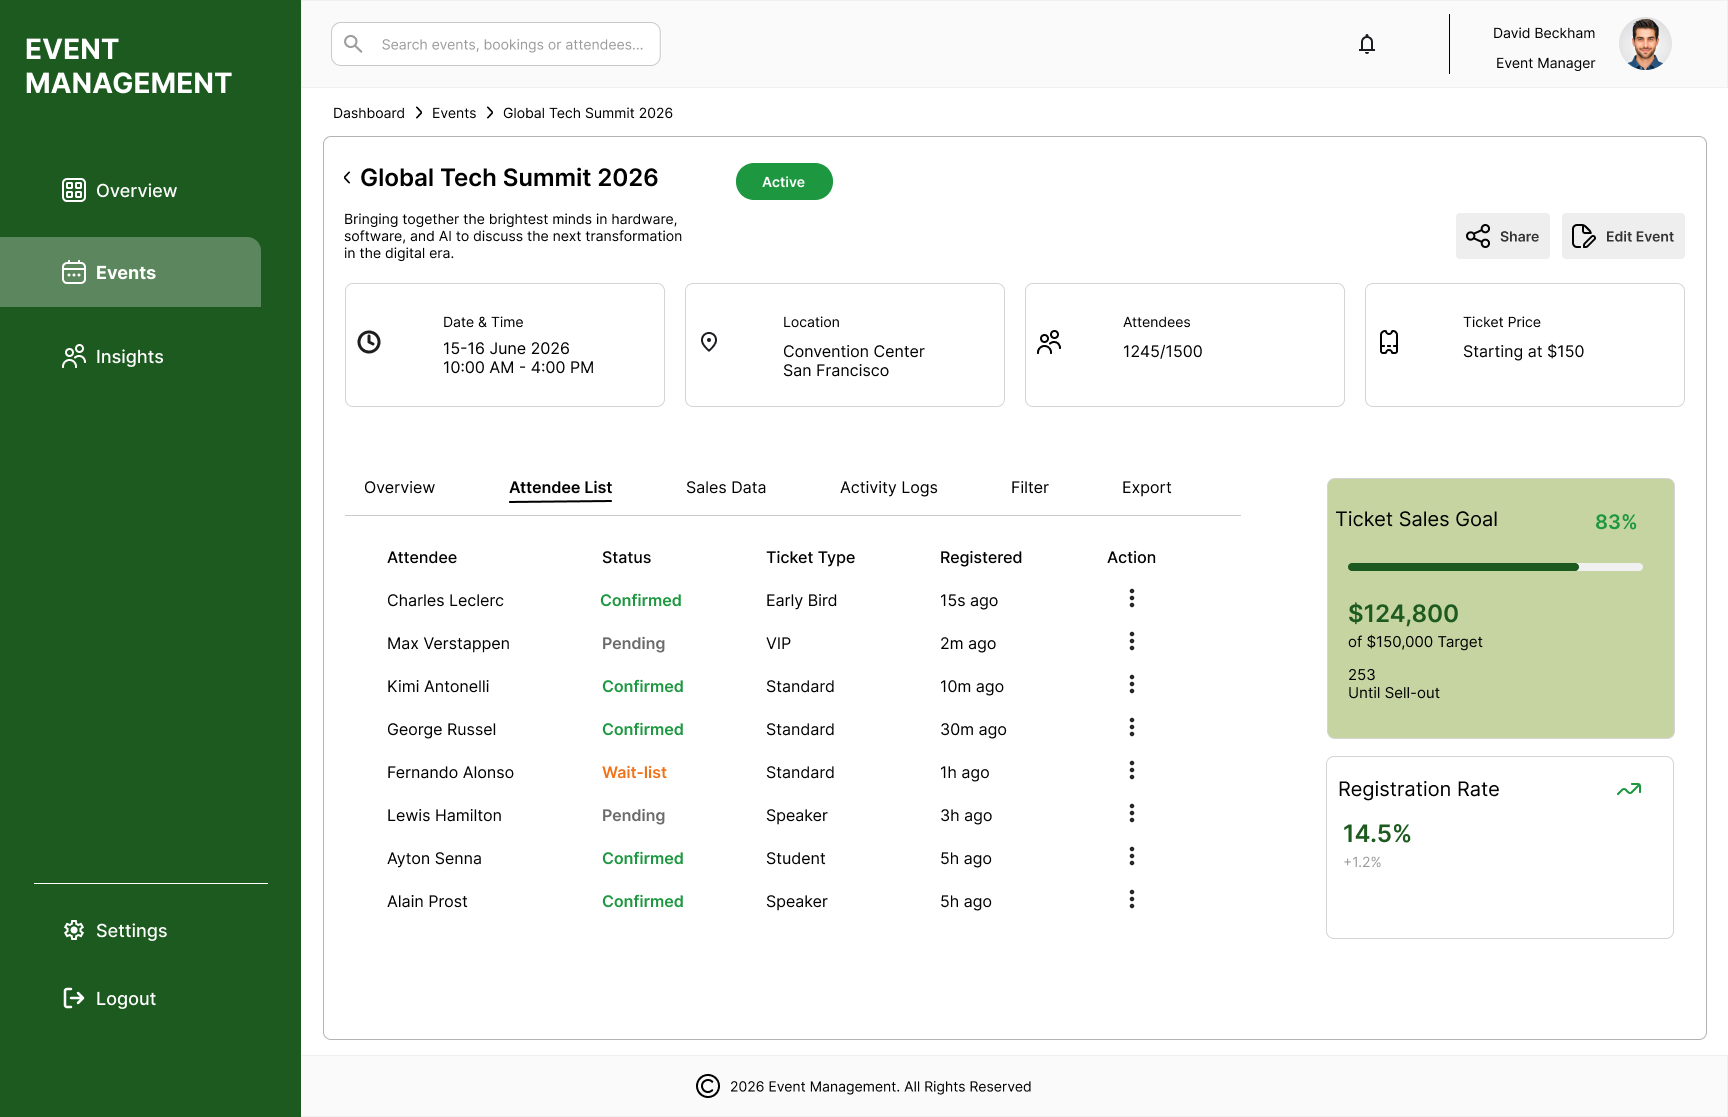 EVENT
MANAGEMENT
Overview
Events
Insights
Settings
Logout
Search events, bookings or attendees...
David Beckham
Event Manager
Dashboard > Events > Global Tech Summit 2026
Global Tech Summit 2026
Active
Bringing together the brightest minds in hardware,
software, and AI to discuss the next transformation
in the digital era.
Share
Edit Event
Date & Time
15-16 June 2026
10:00 AM - 4:00 PM
Location
Convention Center
San Francisco
Attendees
1245/1500
Ticket Price
Starting at $150
Overview Attendee List Sales Data Activity Logs Filter Export
Attendee Status Ticket Type Registered Action
Charles Leclerc Confirmed Early Bird 15s ago
Max Verstappen Pending VIP 2m ago
Kimi Antonelli Confirmed Standard 10m ago
George Russel Confirmed Standard 30m ago
Fernando Alonso Wait-list Standard 1h ago
Lewis Hamilton Pending Speaker 3h ago
Ayton Senna Confirmed Student 5h ago
Alain Prost Confirmed Speaker 5h ago
Ticket Sales Goal 83%
$124,800
of $150,000 Target
253
Until Sell-out
Registration Rate
14.5%
+1.2%
© 2026 Event Management. All Rights Reserved